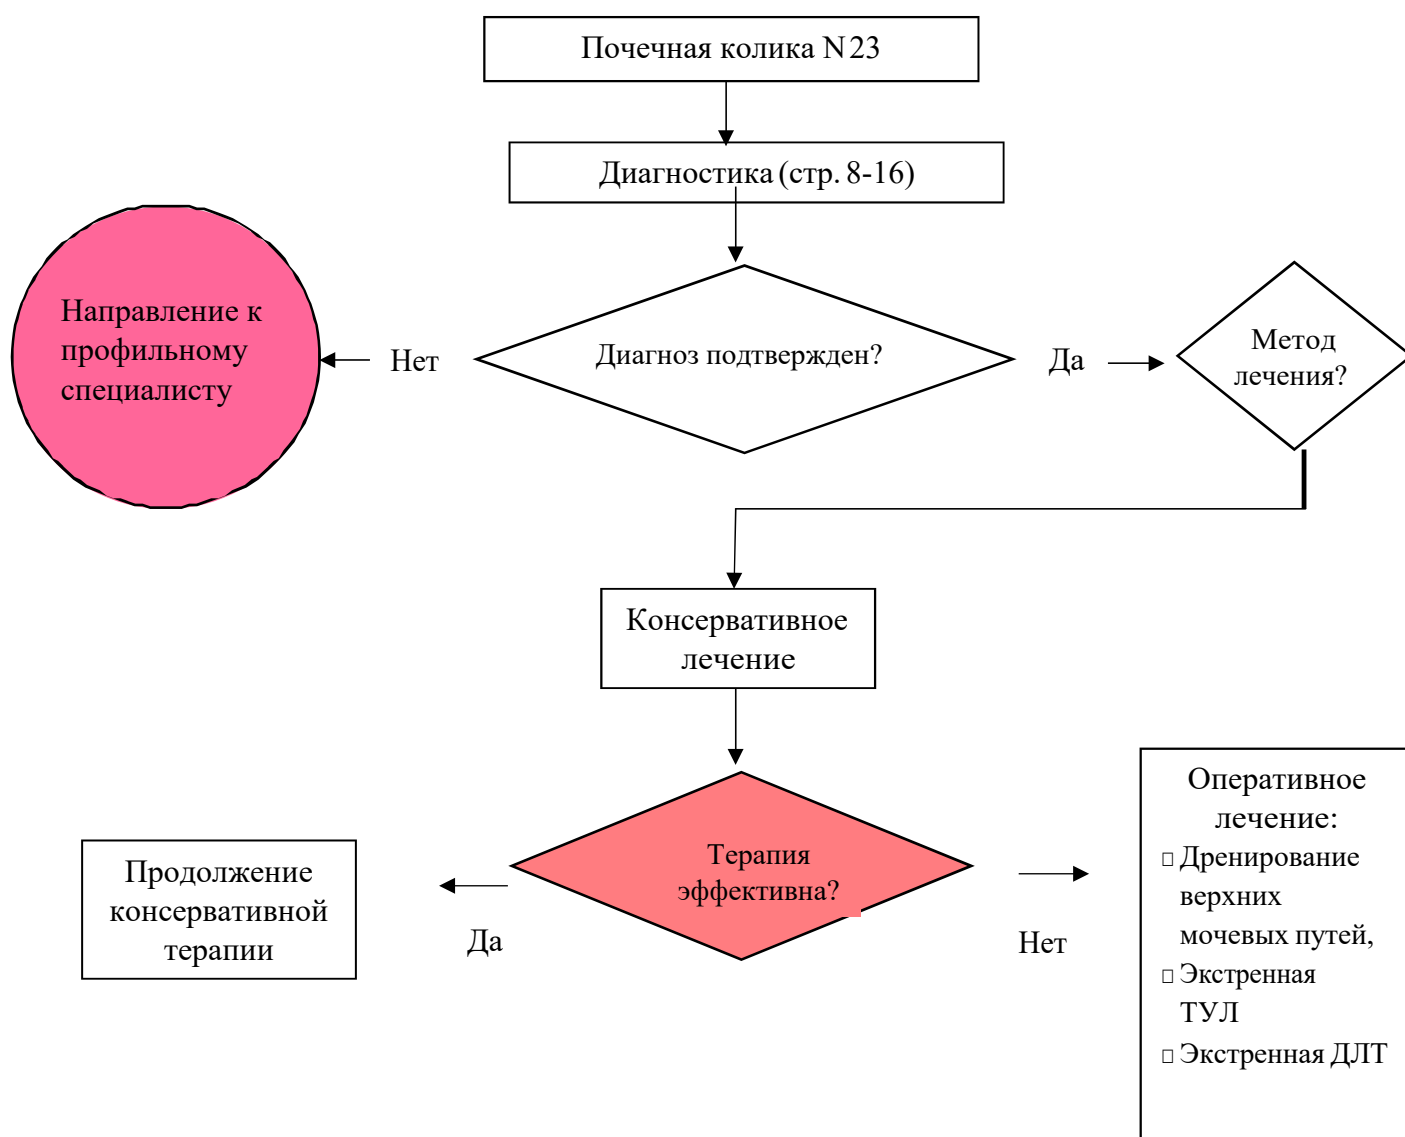 Почечная колика N23
Диагностика (стр. 8-16)
Направление к
профильному
специалисту
Нет
Диагноз подтвержден?
Да
Метод
лечения?
Консервативное
лечение
Продолжение
консервативной
терапии
Да
Терапия
эффективна?
Нет
Оперативное
лечение:
□ Дренирование
верхних
мочевых путей,
□ Экстренная
ТУЛ
□ Экстренная ДЛТ